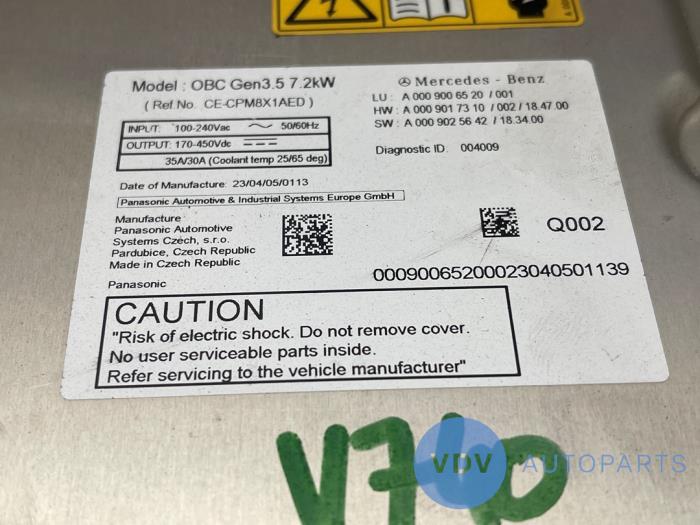 Model : OBC Gen3.5 7.2kW
( Ref No. CE-CPM8X1AED )
INPUT: 100-240Vac 50/60Hz
OUTPUT: 170-450Vdc
35A/30A (Coolant temp 25/65 deg)
Date of Manufacture: 23/04/05/0113
Panasonic Automotive & Industrial Systems Europe GmbH
Manufacture
Panasonic Automotive
Systems Czech, s.r.o.
Pardubice, Czech Republic
Made in Czech Republic
Panasonic
Mercedes - Benz
LU : A 000 900 65 20 / 001
HW : A 000 901 73 10 / 002 / 18.47.00
SW : A 000 902 56 42 / 18.34.00
Diagnostic ID 004009
Q002
00090065200023040501139
CAUTION
"Risk of electric shock. Do not remove cover.
No user serviceable parts inside.
Refer servicing to the vehicle manufacturer"
V740
VDV AUTOPARTS